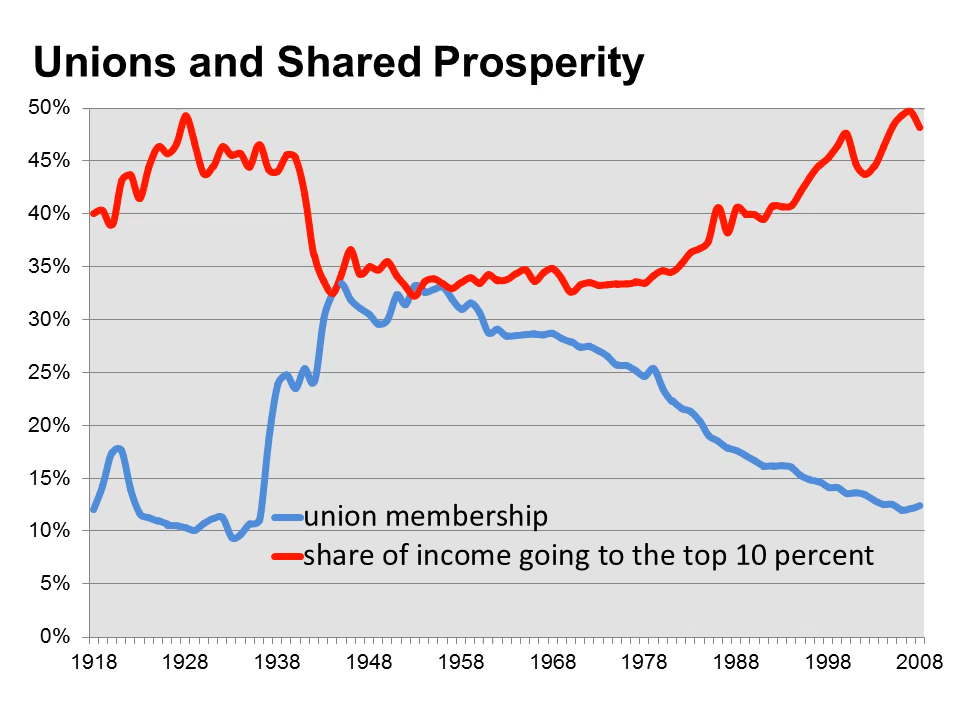 Unions and Shared Prosperity
50%
45%
40%
35%
30%
25%
20%
15%
10%
5%
0%
union membership
share of income going to the top 10 percent
1918 1928 1938 1948 1958 1968 1978 1988 1998 2008